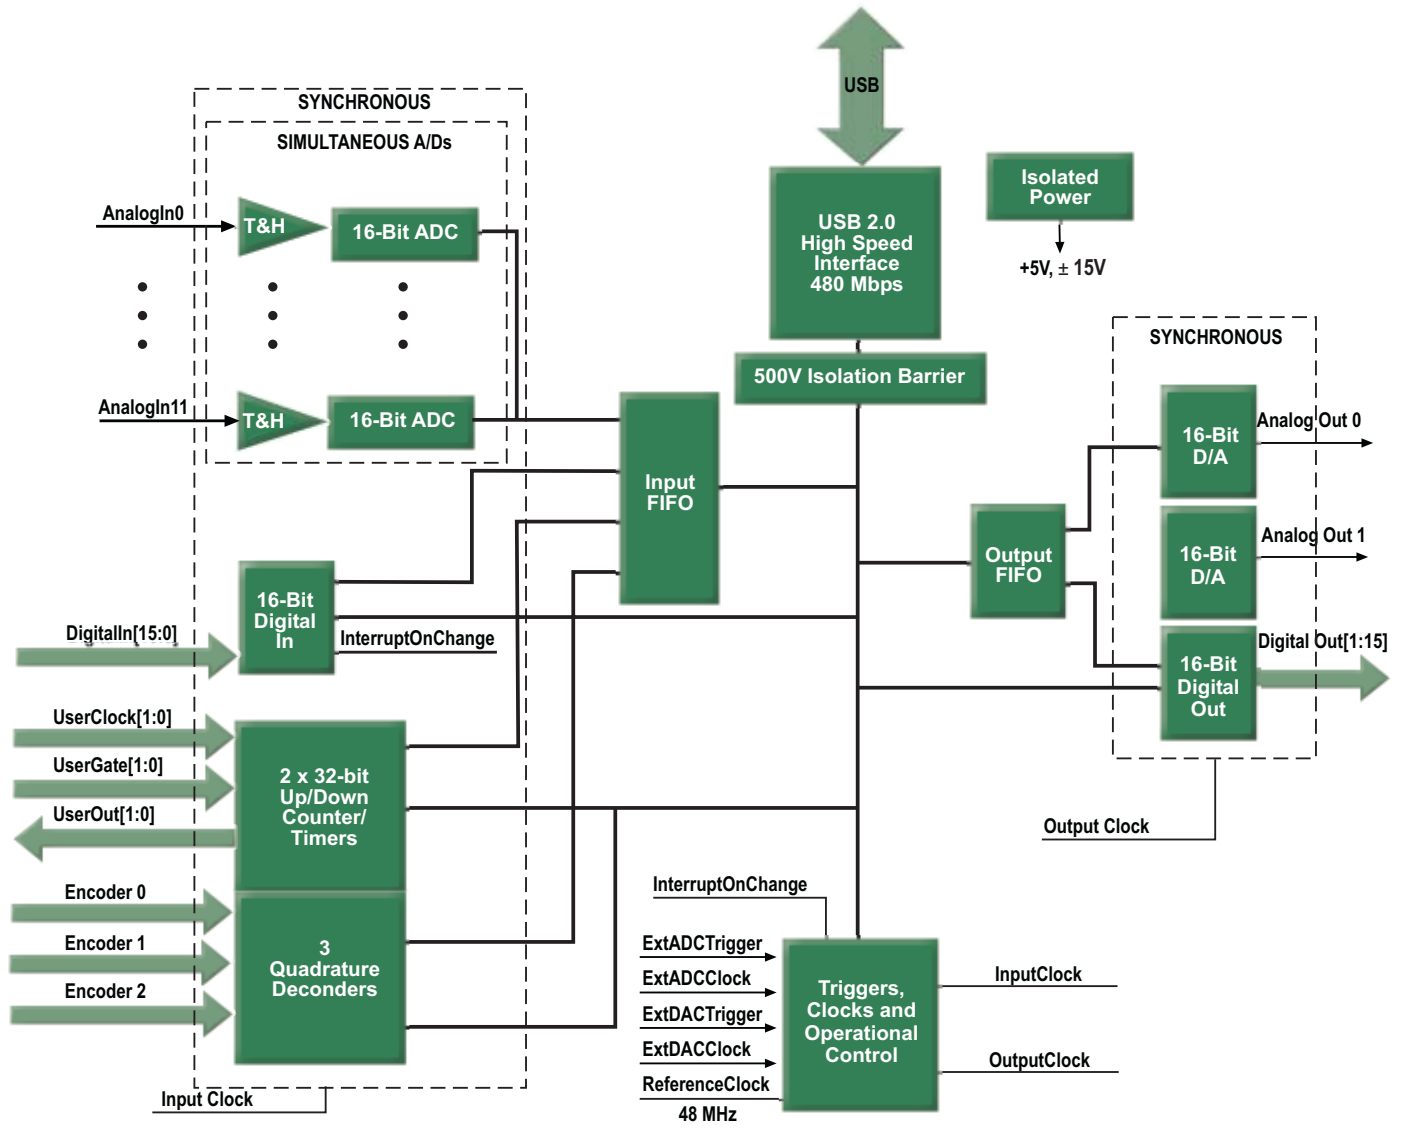 USB
SYNCHRONOUS
SIMULTANEOUS A/Ds
AnalogIn0
T&H
16-Bit ADC
AnalogIn11
T&H
16-Bit ADC
USB 2.0
High Speed
Interface
480 Mbps
Isolated
Power
+5V, ± 15V
500V Isolation Barrier
SYNCHRONOUS
16-Bit
D/A
Analog Out 0
16-Bit
D/A
Analog Out 1
16-Bit
Digital
Out
Digital Out[1:15]
Input
FIFO
Output
FIFO
16-Bit
Digital
In
DigitalIn[15:0]
InterruptOnChange
UserClock[1:0]
UserGate[1:0]
UserOut[1:0]
2 x 32-bit
Up/Down
Counter/
Timers
Encoder 0
Encoder 1
Encoder 2
3
Quadrature
Deconders
Input Clock
Output Clock
InterruptOnChange
ExtADCTrigger
ExtADCClock
ExtDACTrigger
ExtDACClock
ReferenceClock
48 MHz
Triggers,
Clocks and
Operational
Control
InputClock
OutputClock